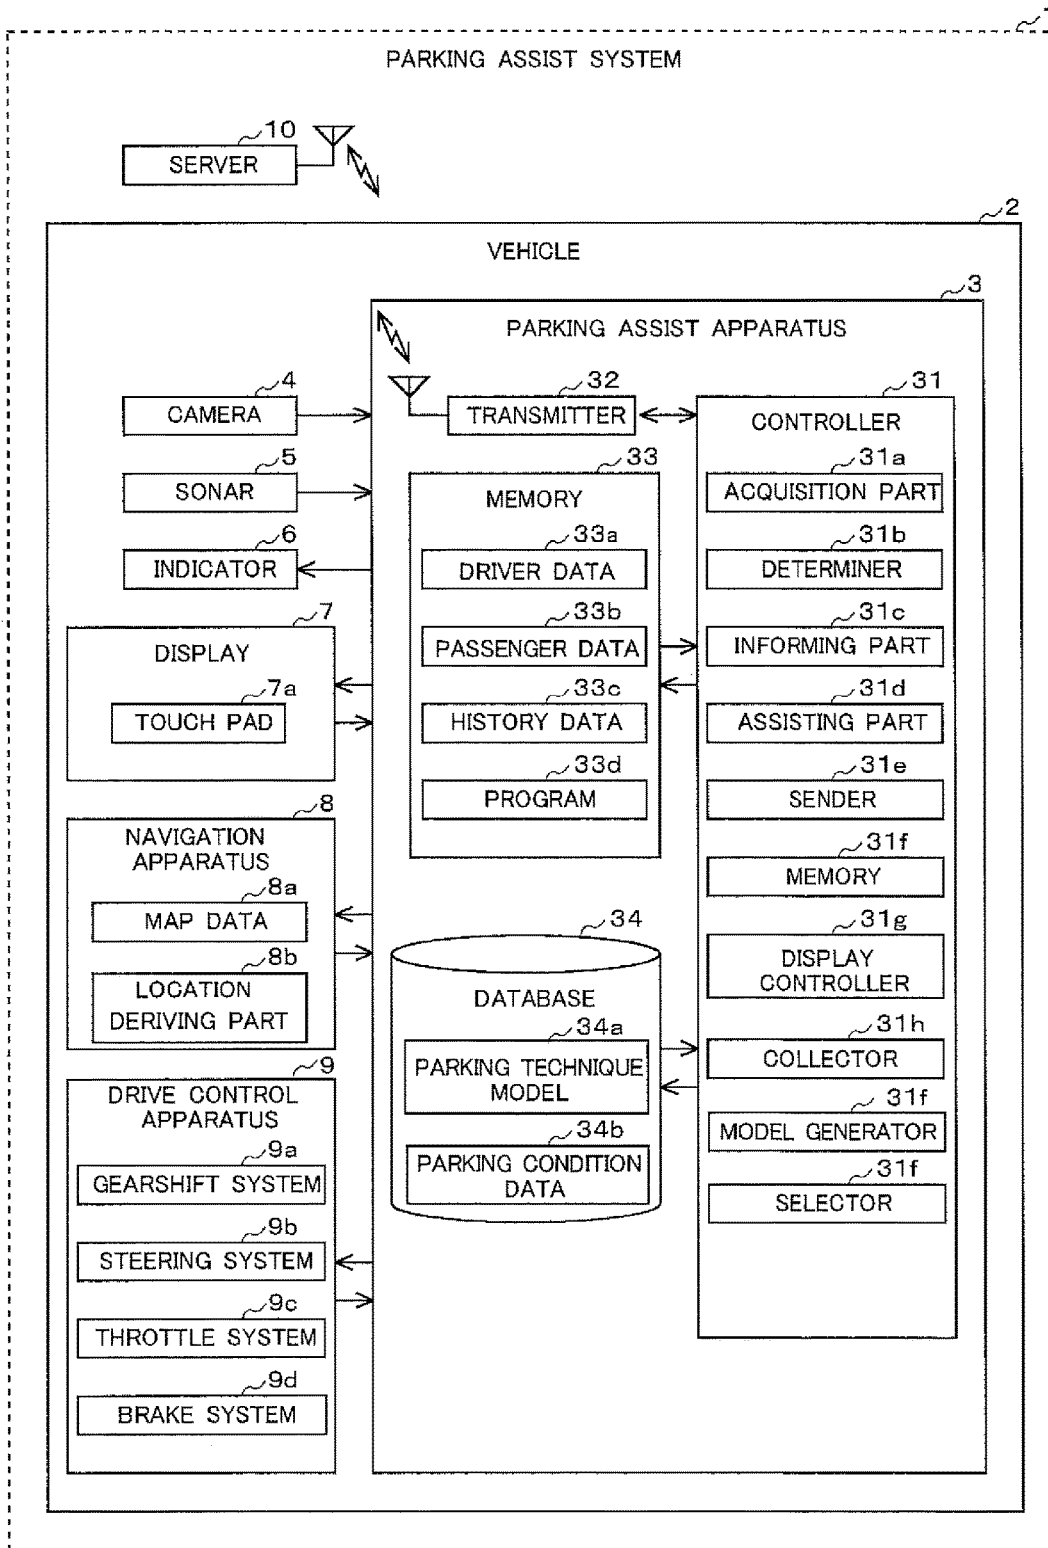 PARKING ASSIST SYSTEM
10
SERVER
2
VEHICLE
3
PARKING ASSIST APPARATUS
4
CAMERA
5
SONAR
6
INDICATOR
7
DISPLAY
7a
TOUCH PAD
8
NAVIGATION
APPARATUS
8a
MAP DATA
8b
LOCATION
DERIVING PART
9
DRIVE CONTROL
APPARATUS
9a
GEARSHIFT SYSTEM
9b
STEERING SYSTEM
9c
THROTTLE SYSTEM
9d
BRAKE SYSTEM
32
TRANSMITTER
33
MEMORY
33a
DRIVER DATA
33b
PASSENGER DATA
33c
HISTORY DATA
33d
PROGRAM
34
DATABASE
34a
PARKING TECHNIQUE
MODEL
34b
PARKING CONDITION
DATA
31
CONTROLLER
31a
ACQUISITION PART
31b
DETERMINER
31c
INFORMING PART
31d
ASSISTING PART
31e
SENDER
31f
MEMORY
31g
DISPLAY
CONTROLLER
31h
COLLECTOR
31f
MODEL GENERATOR
31f
SELECTOR